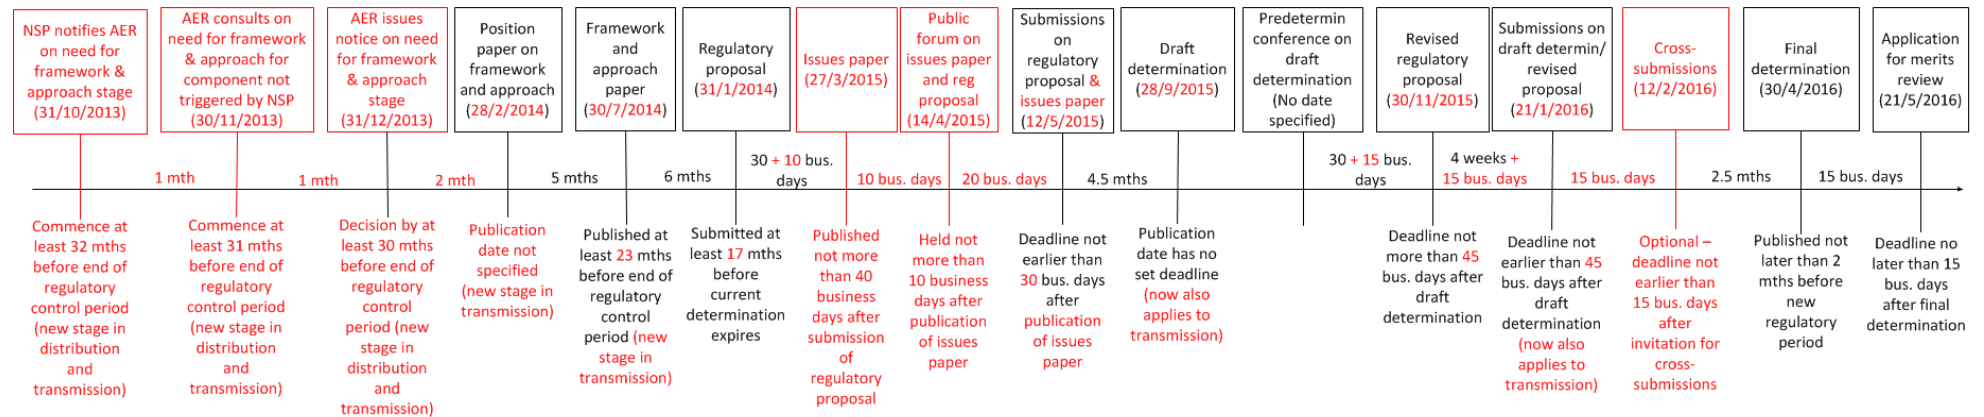 NSP notifies AER
on need for
framework &
approach stage
(31/10/2013)
AER consults on
need for framework
& approach for
component not
triggered by NSP
(30/11/2013)
AER issues
notice on need
for framework
& approach
stage
(31/12/2013)
Position
paper on
framework
and approach
(28/2/2014)
Framework
and
approach
paper
(30/7/2014)
Regulatory
proposal
(31/1/2014)
Issues paper
(27/3/2015)
Public
forum on
issues paper
and reg
proposal
(14/4/2015)
Submissions
on
regulatory
proposal &
issues paper
(12/5/2015)
Draft
determination
(28/9/2015)
Predetermin
conference on
draft
determination
(No date
specified)
Revised
regulatory
proposal
(30/11/2015)
Submissions on
draft determin/
revised
proposal
(21/1/2016)
Cross-
submissions
(12/2/2016)
Final
determination
(30/4/2016)
Application
for merits
review
(21/5/2016)
1 mth
1 mth
2 mth
5 mths
6 mths
30 + 10 bus.
days
10 bus. days
20 bus. days
4.5 mths
30 + 15 bus.
days
4 weeks +
15 bus. days
15 bus. days
2.5 mths
15 bus. days
Commence at
least 32 mths
before end of
regulatory
control period
(new stage in
distribution
and
transmission)
Commence at
least 31 mths
before end of
regulatory
control period
(new stage in
distribution
and
transmission)
Decision by at
least 30 mths
before end of
regulatory
control
period (new
stage in
distribution
and
transmission)
Publication
date not
specified
(new stage in
transmission)
Published at
least 23 mths
before end of
regulatory
control
period (new
stage in
transmission)
Submitted at
least 17 mths
before
current
determination
expires
Published
not more
than 40
business
days after
submission
of
regulatory
proposal
Held not
more than
10 business
days after
publication
of issues
paper
Deadline not
earlier than
30 bus. days
after
publication
of issues
paper
Publication
date has no
set deadline
(now also
applies to
transmission)
Deadline not
more than 45
bus. days after
draft
determination
Deadline not
earlier than 45
bus. days after
draft
determination
(now also
applies to
transmission)
Optional –
deadline not
earlier than
15 bus. days
after
invitation for
cross-
submissions
Published not
later than 2
mths before
new
regulatory
period
Deadline no
later than 15
bus. days
after final
determination